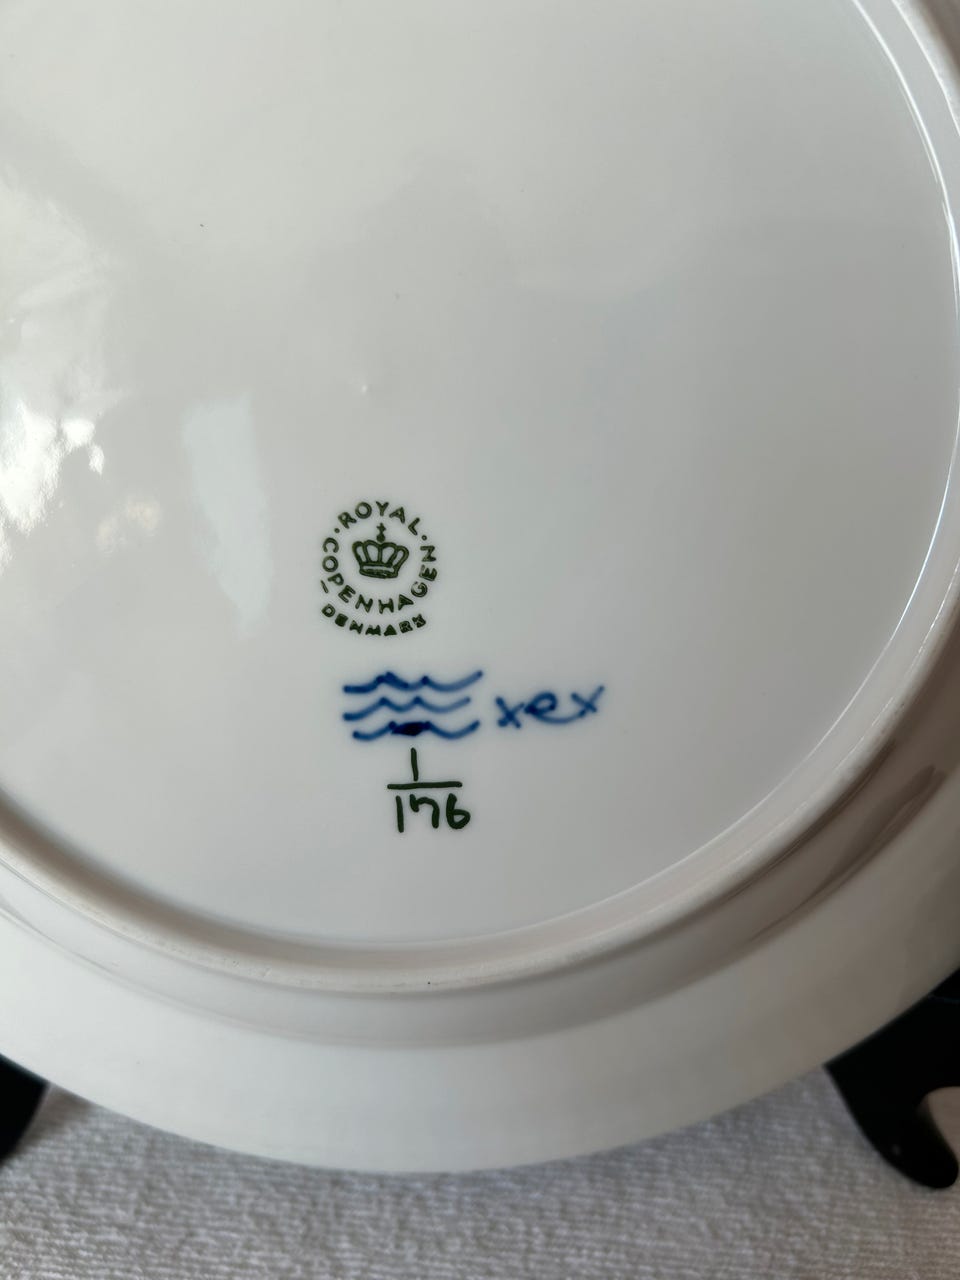 ROYAL
COPENHAGEN
DENMARK
xex
1
176